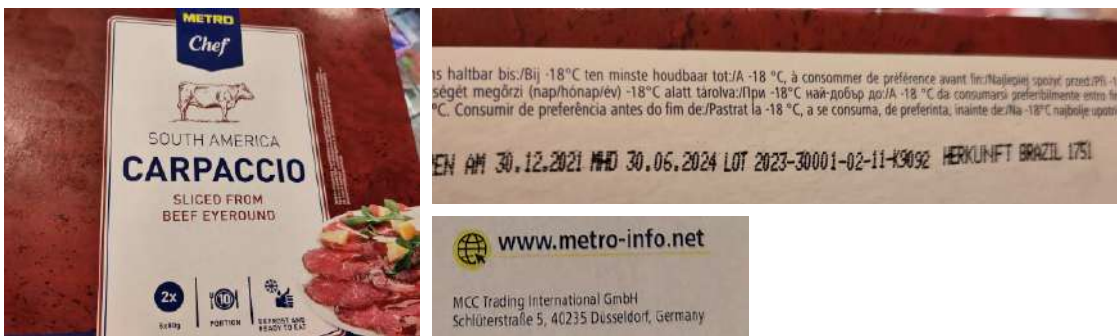 METRO
Chef
SOUTH AMERICA
CARPACCIO
SLICED FROM
BEEF EYEROUND
2x
10
PORTION
DEFROST AND
READY TO EAT
haltbar bis:/Bij -18°C ten minste houdbaar tot:/A -18 °C, à consommer de préférence avant fin:/Najlepiej spożyć przed:/Při
ségét megőrzi (nap/hónap/év) -18°C alatt tárolva:/При -18°C най-добър до:/A -18 °C da consumarsi preferibilmente entro
°C. Consumir de preferência antes do fim de:/Pastrat la -18 °C, a se consuma, de preferinta, inainte de:/Na -18°C najbolje
EN AM 30.12.2021 MHD 30.06.2024 LOT 2023-30001-02-11-K9092 HERKUNFT BRAZIL 1751
www.metro-info.net
MCC Trading International GmbH
Schlüterstraße 5, 40235 Düsseldorf, Germany